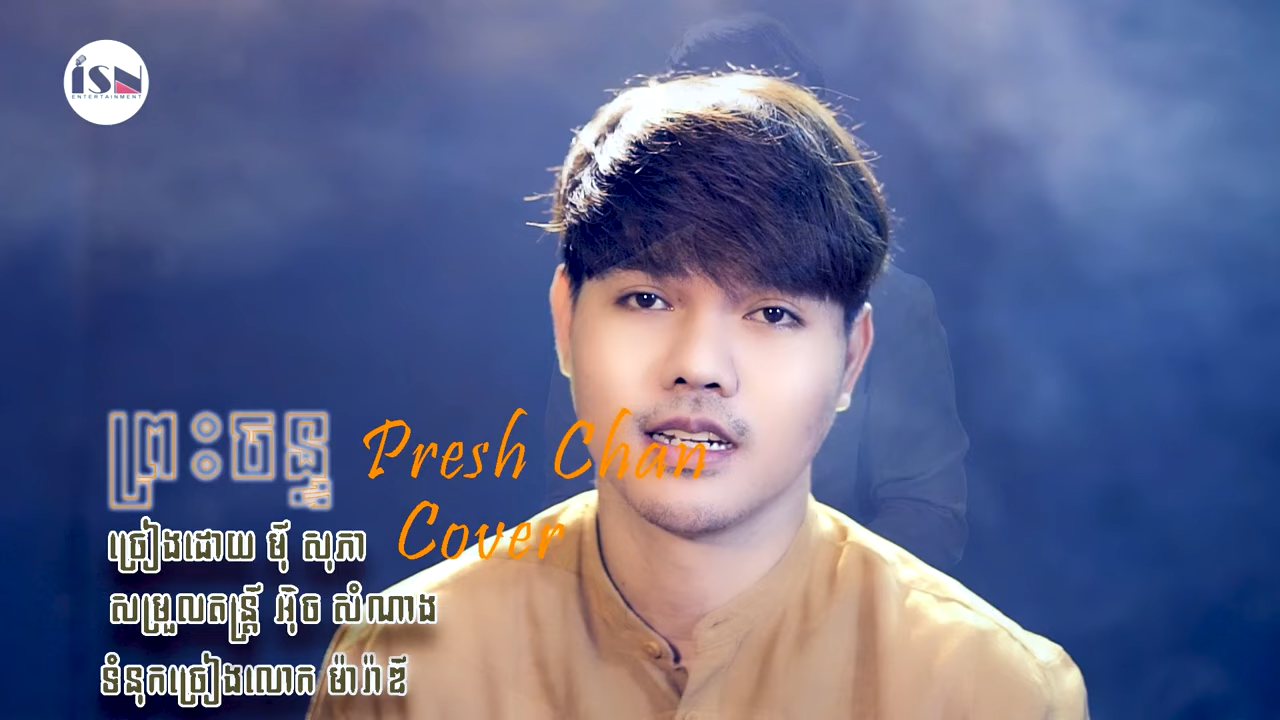 iSN
ENTERTAINMENT
ព្រះចន្ទ Presh Chan
Cover
ច្រៀងដោយ ម៉ី សុភា
សម្រួលតន្ត្រី អ៊ិច សំណាង
ទំនុកច្រៀងលោក ម៉ារ៉ាឌី